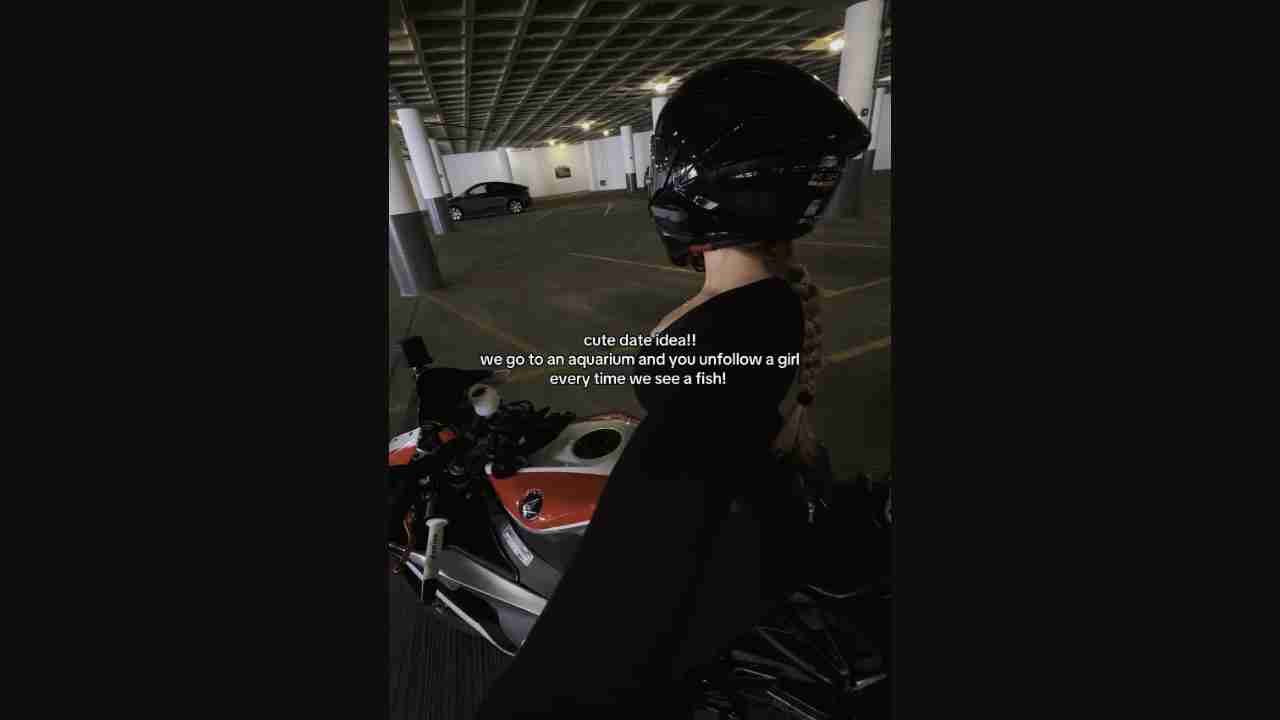 cute date idea!!
we go to an aquarium and you unfollow a girl
every time we see a fish!